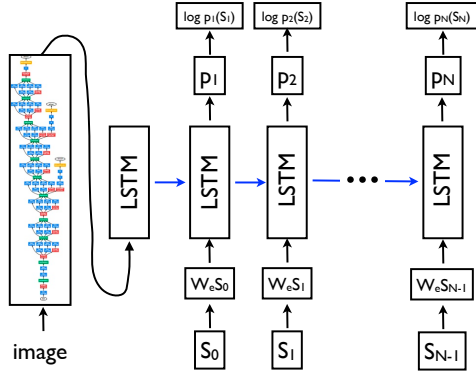 log p₁(S₁) log p₂(S₂) log pN(SN)
p₁ p₂ pN
LSTM LSTM LSTM ••• LSTM
WeS₀ WeS₁ WeSN-1
image S₀ S₁ SN-1